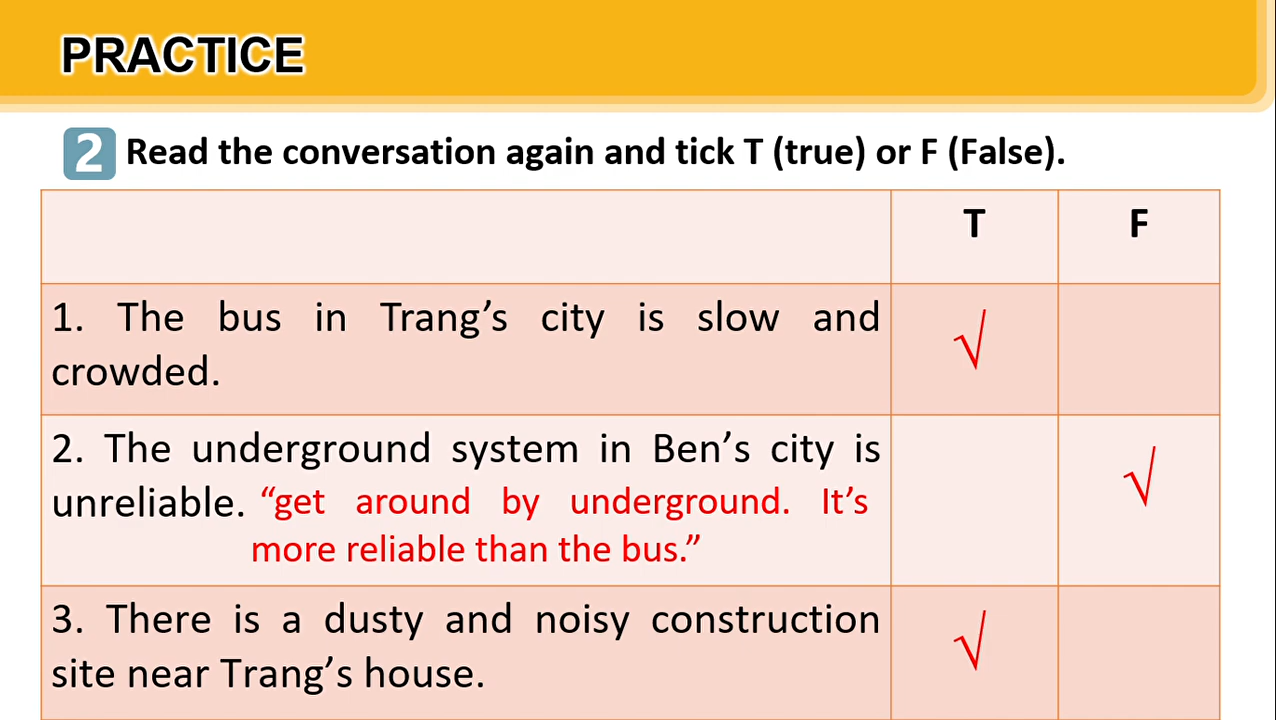 PRACTICE
2 Read the conversation again and tick T (true) or F (False).
T F
1. The bus in Trang’s city is slow and
crowded.
√
2. The underground system in Ben’s city is
unreliable. “get around by underground. It’s
more reliable than the bus.”
√
3. There is a dusty and noisy construction
site near Trang’s house.
√